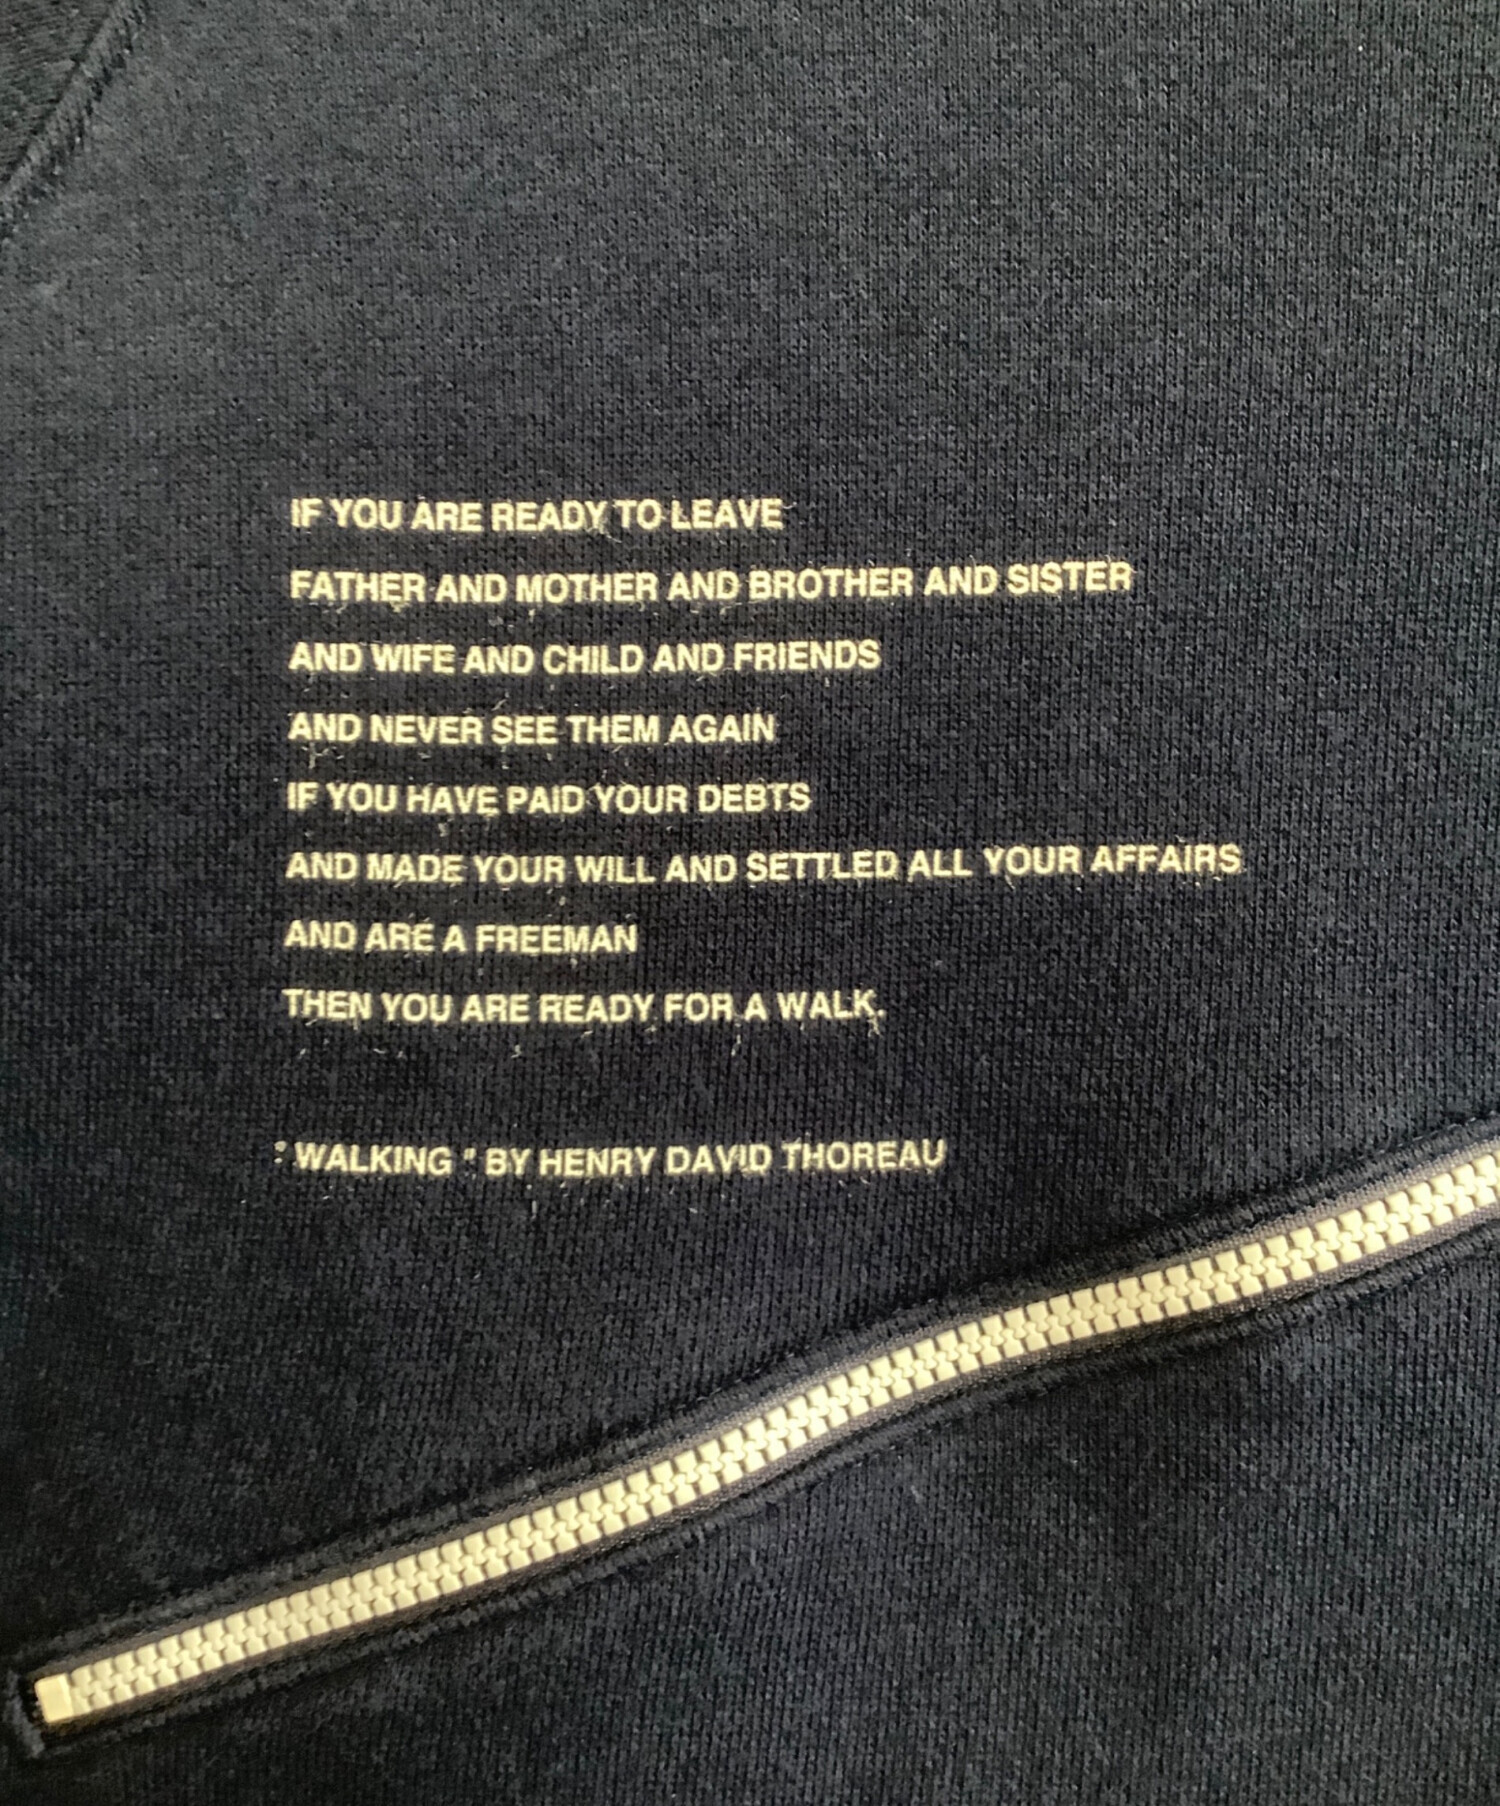 IF YOU ARE READY TO LEAVE
FATHER AND MOTHER AND BROTHER AND SISTER
AND WIFE AND CHILD AND FRIENDS
AND NEVER SEE THEM AGAIN
IF YOU HAVE PAID YOUR DEBTS
AND MADE YOUR WILL AND SETTLED ALL YOUR AFFAIRS
AND ARE A FREEMAN
THEN YOU ARE READY FOR A WALK.
" WALKING " BY HENRY DAVID THOREAU